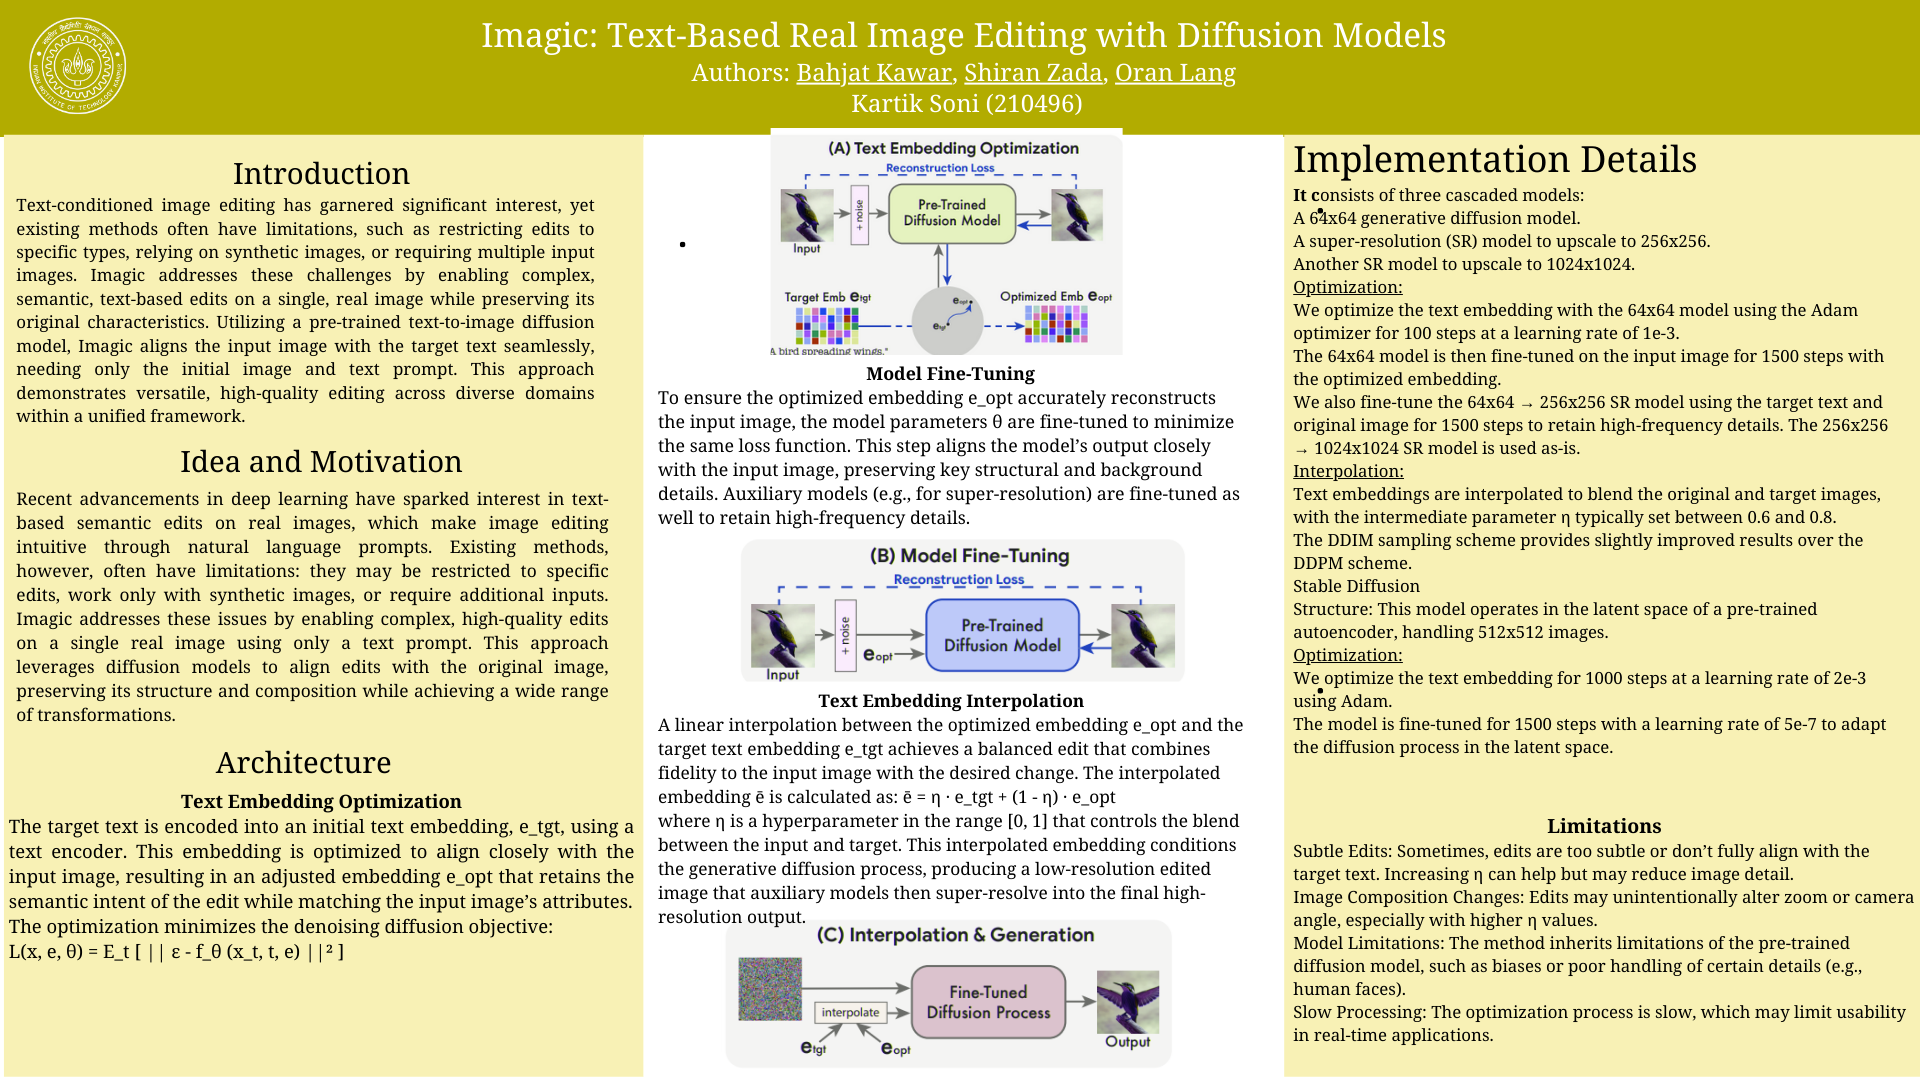 Imagic: Text-Based Real Image Editing with Diffusion Models
Authors: Bahjat Kawar, Shiran Zada, Oran Lang
Kartik Soni (210496)
Introduction
Text-conditioned image editing has garnered significant interest, yet
existing methods often have limitations, such as restricting edits to
specific types, relying on synthetic images, or requiring multiple input
images. Imagic addresses these challenges by enabling complex,
semantic, text-based edits on a single, real image while preserving its
original characteristics. Utilizing a pre-trained text-to-image diffusion
model, Imagic aligns the input image with the target text seamlessly,
needing only the initial image and text prompt. This approach
demonstrates versatile, high-quality editing across diverse domains
within a unified framework.
Idea and Motivation
Recent advancements in deep learning have sparked interest in text-
based semantic edits on real images, which make image editing
intuitive through natural language prompts. Existing methods,
however, often have limitations: they may be restricted to specific
edits, work only with synthetic images, or require additional inputs.
Imagic addresses these issues by enabling complex, high-quality edits
on a single real image using only a text prompt. This approach
leverages diffusion models to align edits with the original image,
preserving its structure and composition while achieving a wide range
of transformations.
Architecture
Text Embedding Optimization
The target text is encoded into an initial text embedding, e_tgt, using a
text encoder. This embedding is optimized to align closely with the
input image, resulting in an adjusted embedding e_opt that retains the
semantic intent of the edit while matching the input image’s attributes.
The optimization minimizes the denoising diffusion objective:
L(x, e, θ) = E_t [ || ε - f_θ (x_t, t, e) ||² ]
(A) Text Embedding Optimization
Reconstruction Loss
+ noise
Pre-Trained
Diffusion Model
Input
Target Emb etgt
Optimized Emb eopt
eopt
etgt
A bird spreading wings."
Model Fine-Tuning
To ensure the optimized embedding e_opt accurately reconstructs
the input image, the model parameters θ are fine-tuned to minimize
the same loss function. This step aligns the model’s output closely
with the input image, preserving key structural and background
details. Auxiliary models (e.g., for super-resolution) are fine-tuned as
well to retain high-frequency details.
(B) Model Fine-Tuning
Reconstruction Loss
+ noise
Pre-Trained
Diffusion Model
eopt
Input
Text Embedding Interpolation
A linear interpolation between the optimized embedding e_opt and the
target text embedding e_tgt achieves a balanced edit that combines
fidelity to the input image with the desired change. The interpolated
embedding ē is calculated as: ē = η · e_tgt + (1 - η) · e_opt
where η is a hyperparameter in the range [0, 1] that controls the blend
between the input and target. This interpolated embedding conditions
the generative diffusion process, producing a low-resolution edited
image that auxiliary models then super-resolve into the final high-
resolution output.
(C) Interpolation & Generation
interpolate
Fine-Tuned
Diffusion Process
etgt
eopt
Output
Implementation Details
It consists of three cascaded models:
A 64x64 generative diffusion model.
A super-resolution (SR) model to upscale to 256x256.
Another SR model to upscale to 1024x1024.
Optimization:
We optimize the text embedding with the 64x64 model using the Adam
optimizer for 100 steps at a learning rate of 1e-3.
The 64x64 model is then fine-tuned on the input image for 1500 steps with
the optimized embedding.
We also fine-tune the 64x64 → 256x256 SR model using the target text and
original image for 1500 steps to retain high-frequency details. The 256x256
→ 1024x1024 SR model is used as-is.
Interpolation:
Text embeddings are interpolated to blend the original and target images,
with the intermediate parameter η typically set between 0.6 and 0.8.
The DDIM sampling scheme provides slightly improved results over the
DDPM scheme.
Stable Diffusion
Structure: This model operates in the latent space of a pre-trained
autoencoder, handling 512x512 images.
Optimization:
We optimize the text embedding for 1000 steps at a learning rate of 2e-3
using Adam.
The model is fine-tuned for 1500 steps with a learning rate of 5e-7 to adapt
the diffusion process in the latent space.
Limitations
Subtle Edits: Sometimes, edits are too subtle or don’t fully align with the
target text. Increasing η can help but may reduce image detail.
Image Composition Changes: Edits may unintentionally alter zoom or camera
angle, especially with higher η values.
Model Limitations: The method inherits limitations of the pre-trained
diffusion model, such as biases or poor handling of certain details (e.g.,
human faces).
Slow Processing: The optimization process is slow, which may limit usability
in real-time applications.